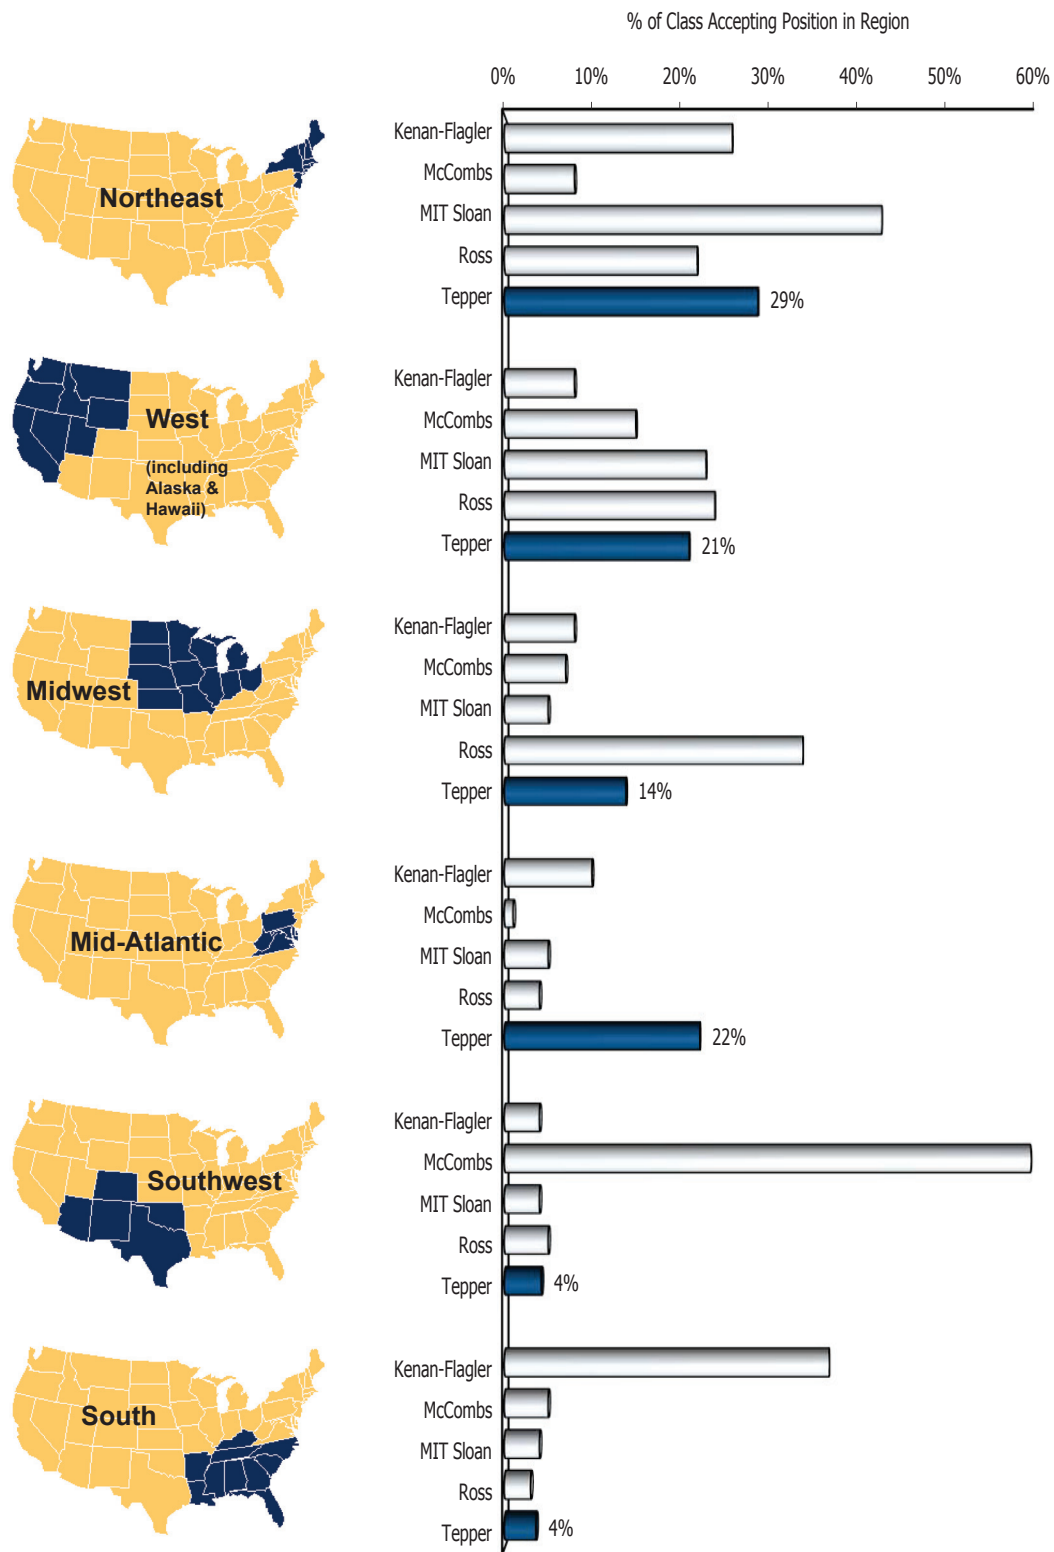 % of Class Accepting Position in Region
0% 10% 20% 30% 40% 50% 60%
Northeast
Kenan-Flagler
McCombs
MIT Sloan
Ross
Tepper 29%
West
(including
Alaska &
Hawaii)
Kenan-Flagler
McCombs
MIT Sloan
Ross
Tepper 21%
Midwest
Kenan-Flagler
McCombs
MIT Sloan
Ross
Tepper 14%
Mid-Atlantic
Kenan-Flagler
McCombs
MIT Sloan
Ross
Tepper 22%
Southwest
Kenan-Flagler
McCombs
MIT Sloan
Ross
Tepper 4%
South
Kenan-Flagler
McCombs
MIT Sloan
Ross
Tepper 4%